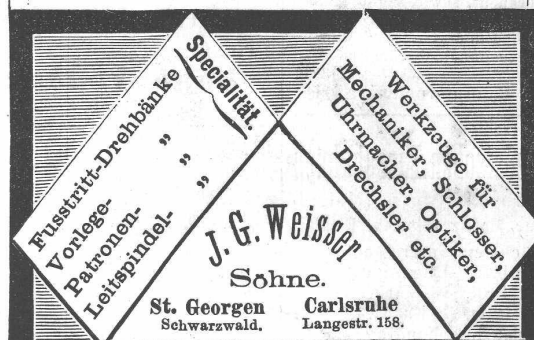 Specialität.
Fusstritt-Drehbänke
Vorlege- „
Patronen- „
Leitspindel- „
Werkzeuge für
Mechaniker, Schlosser,
Uhrmacher, Optiker,
Drechsler etc.
J. G. Weisser
Söhne.
St. Georgen
Schwarzwald.
Carlsruhe
Langestr. 158.